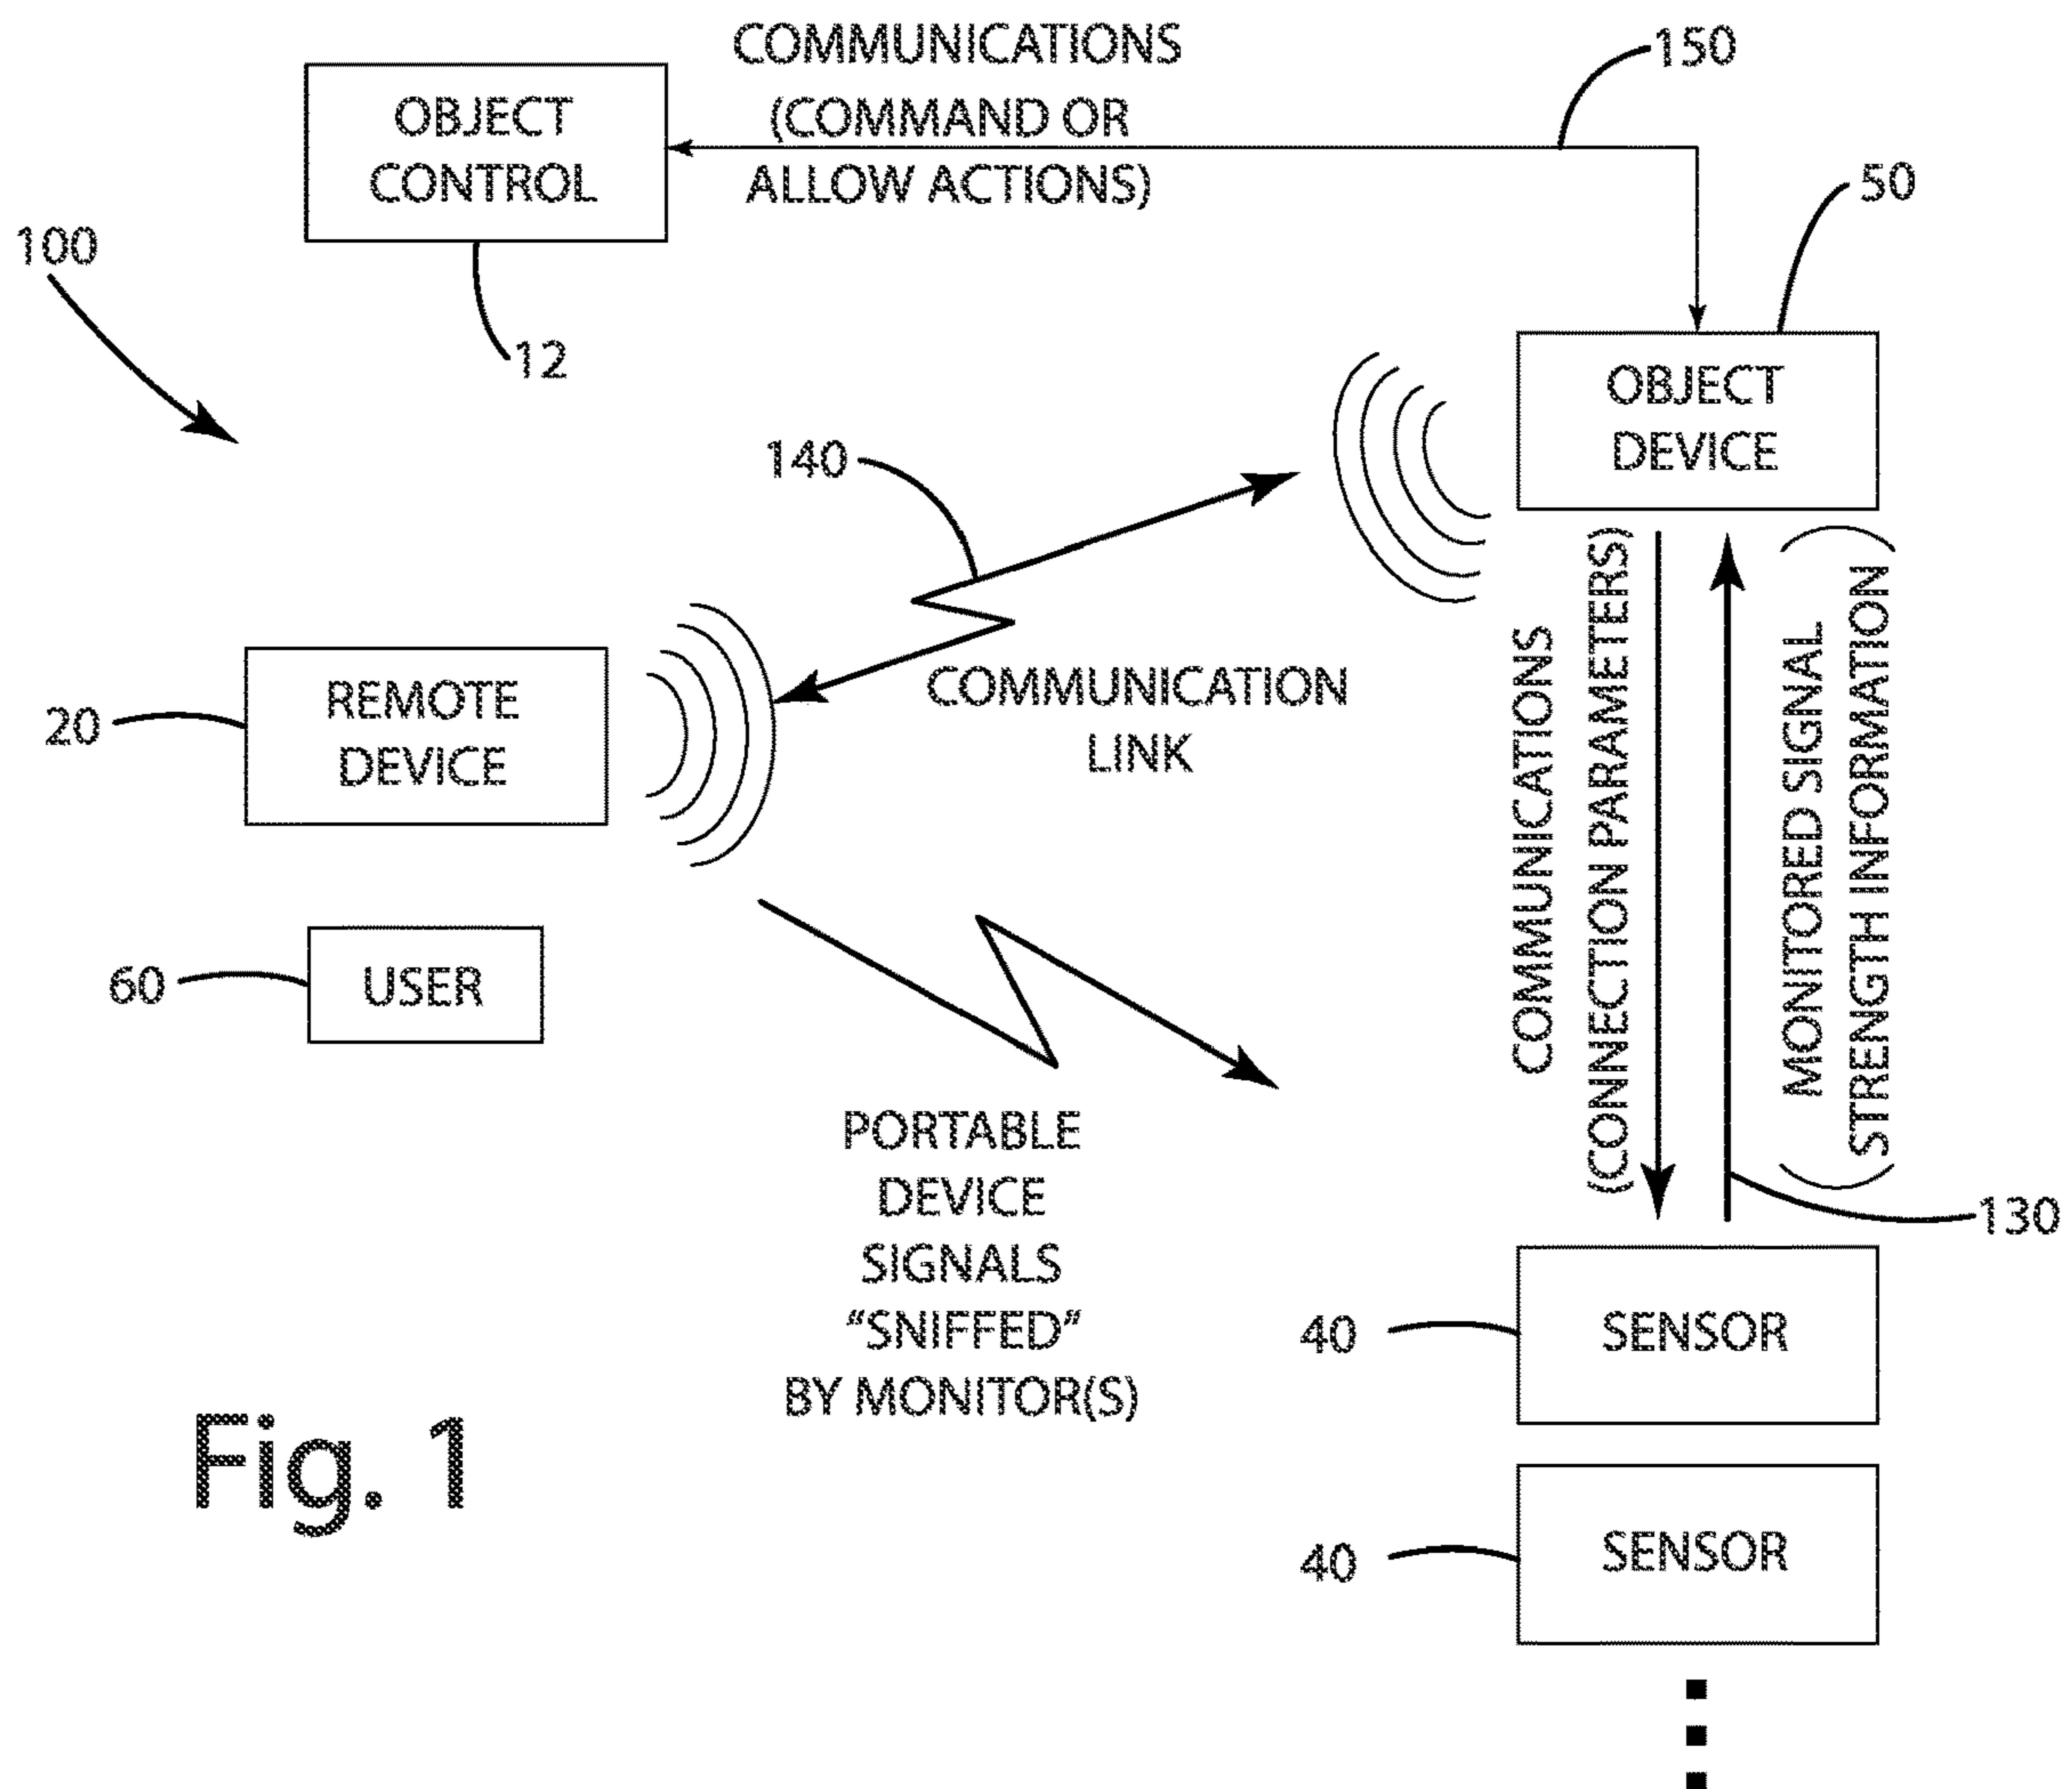 COMMUNICATIONS
(COMMAND OR
ALLOW ACTIONS)
150
OBJECT
CONTROL
50
100
12
OBJECT
DEVICE
140
REMOTE
DEVICE
20
COMMUNICATION
LINK
COMMUNICATIONS
(CONNECTION PARAMETERS)
MONITORED SIGNAL
STRENGTH INFORMATION
60
USER
PORTABLE
DEVICE
SIGNALS
“SNIFFED”
BY MONITOR(S)
130
40
SENSOR
40
SENSOR
Fig. 1